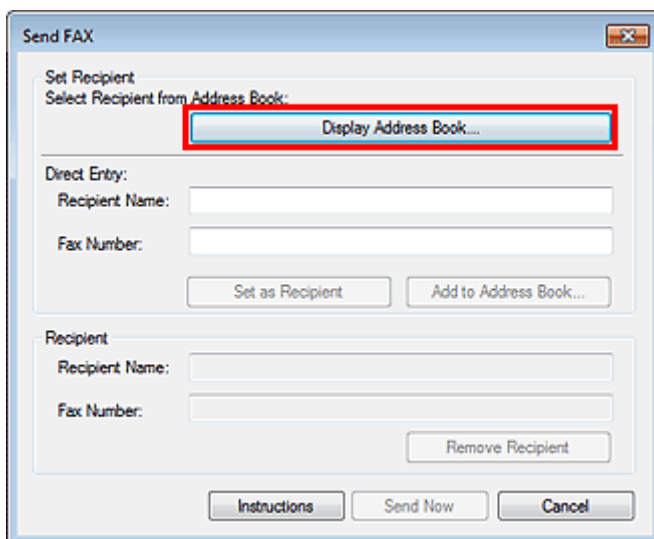 Send FAX
Set Recipient
Select Recipient from Address Book:
Display Address Book...
Direct Entry:
Recipient Name:
Fax Number:
Set as Recipient Add to Address Book...
Recipient
Recipient Name:
Fax Number:
Remove Recipient
Instructions Send Now Cancel